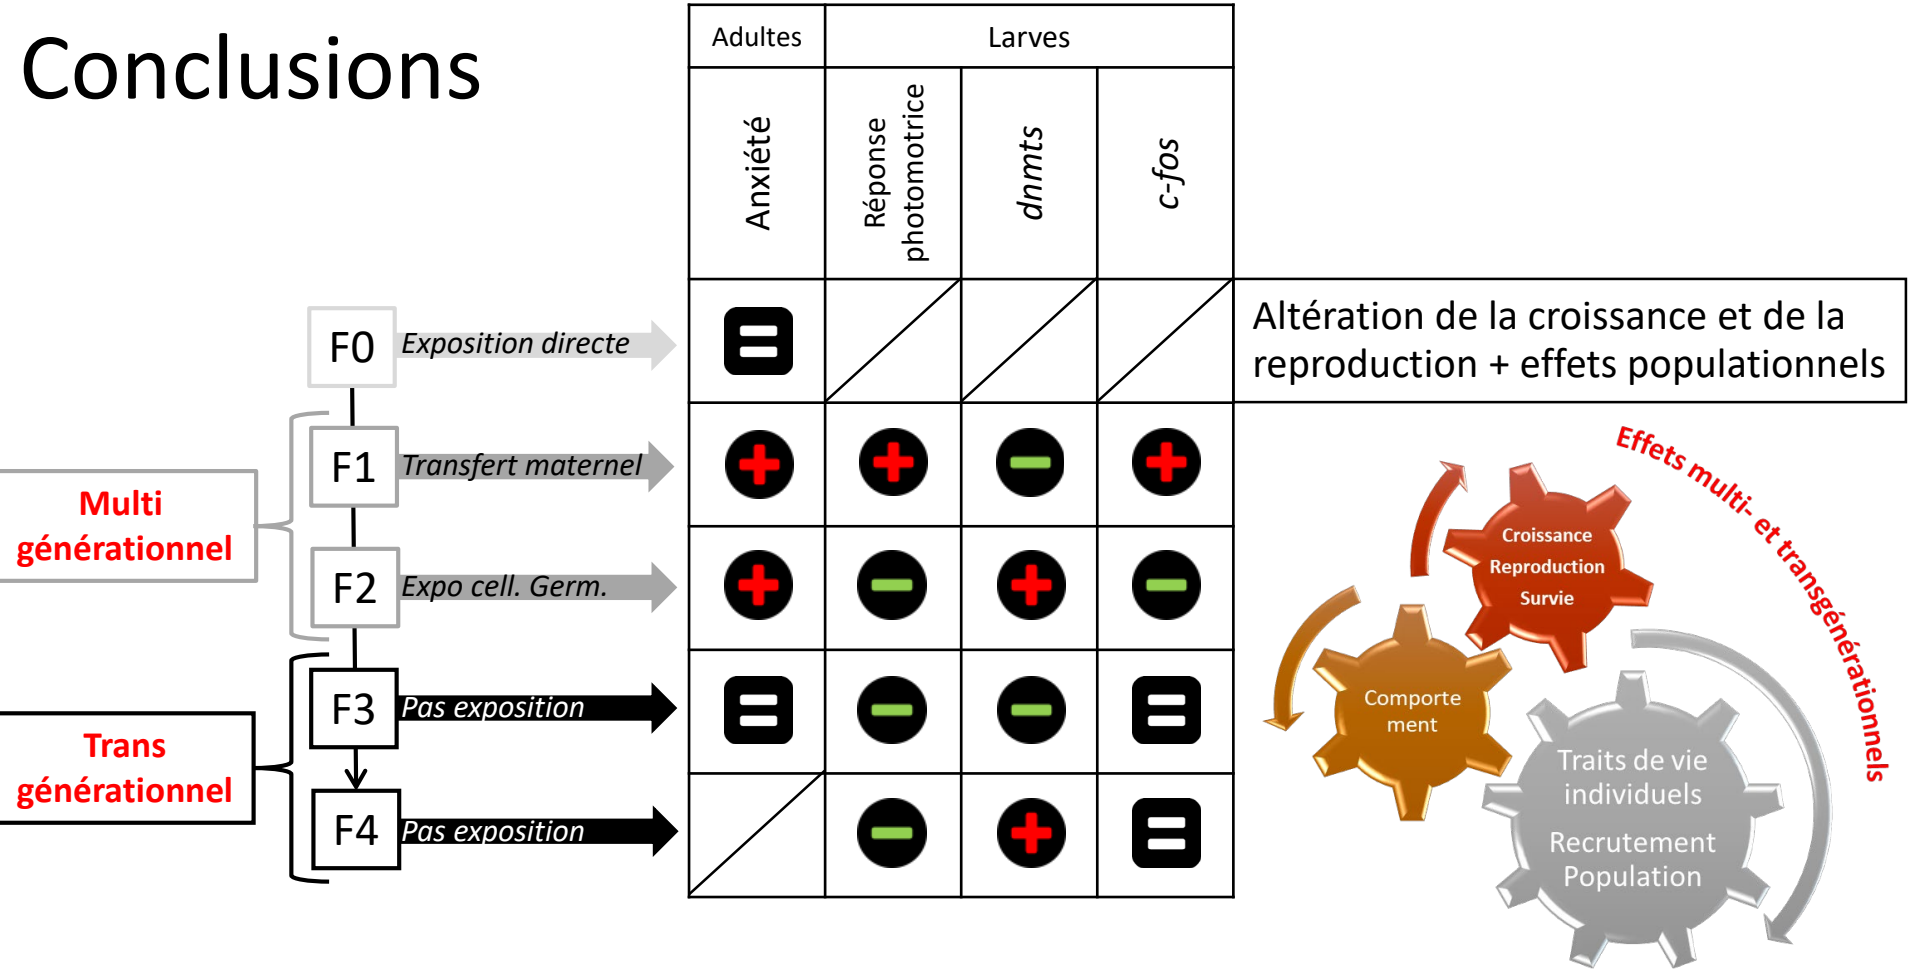 Conclusions
Adultes
Larves
Anxiété
Réponse
photomotrice
dnmts
c-fos
F0
Exposition directe
Altération de la croissance et de la
reproduction + effets populationnels
Multi
générationnel
F1
Transfert maternel
F2
Expo cell. Germ.
Trans
générationnel
F3
Pas exposition
F4
Pas exposition
Effets multi- et transgénérationnels
Croissance
Reproduction
Survie
Comporte
ment
Traits de vie
individuels
Recrutement
Population